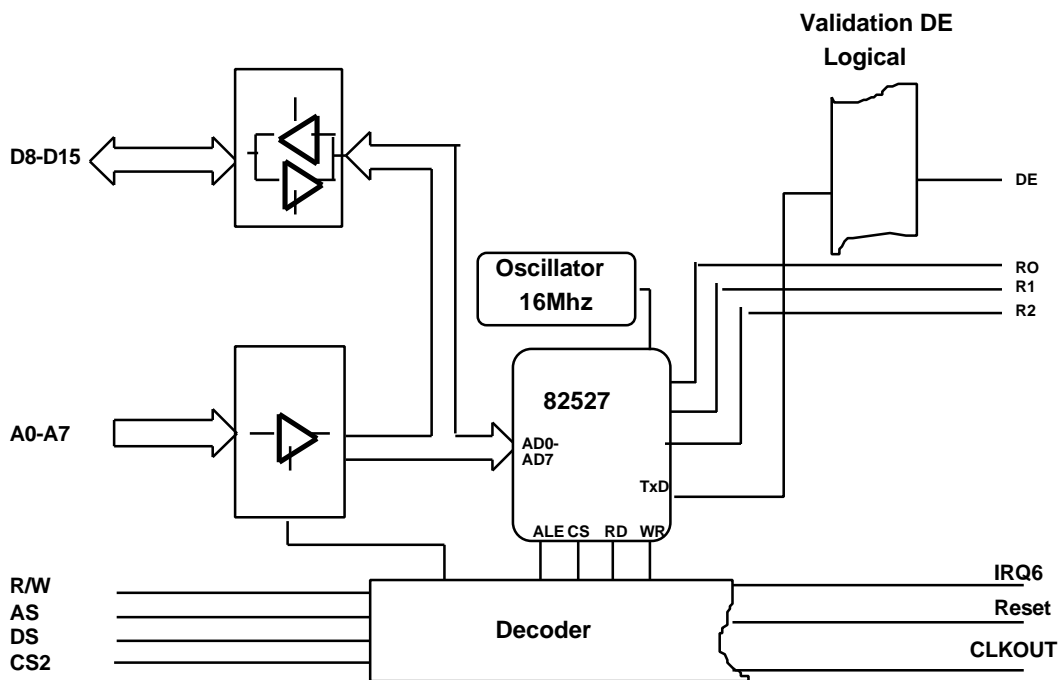 Validation DE
Logical
D8-D15
DE
Oscillator
16Mhz
RO
R1
R2
82527
A0-A7
AD0-
AD7
TxD
ALE CS RD WR
R/W
AS
DS
CS2
Decoder
IRQ6
Reset
CLKOUT